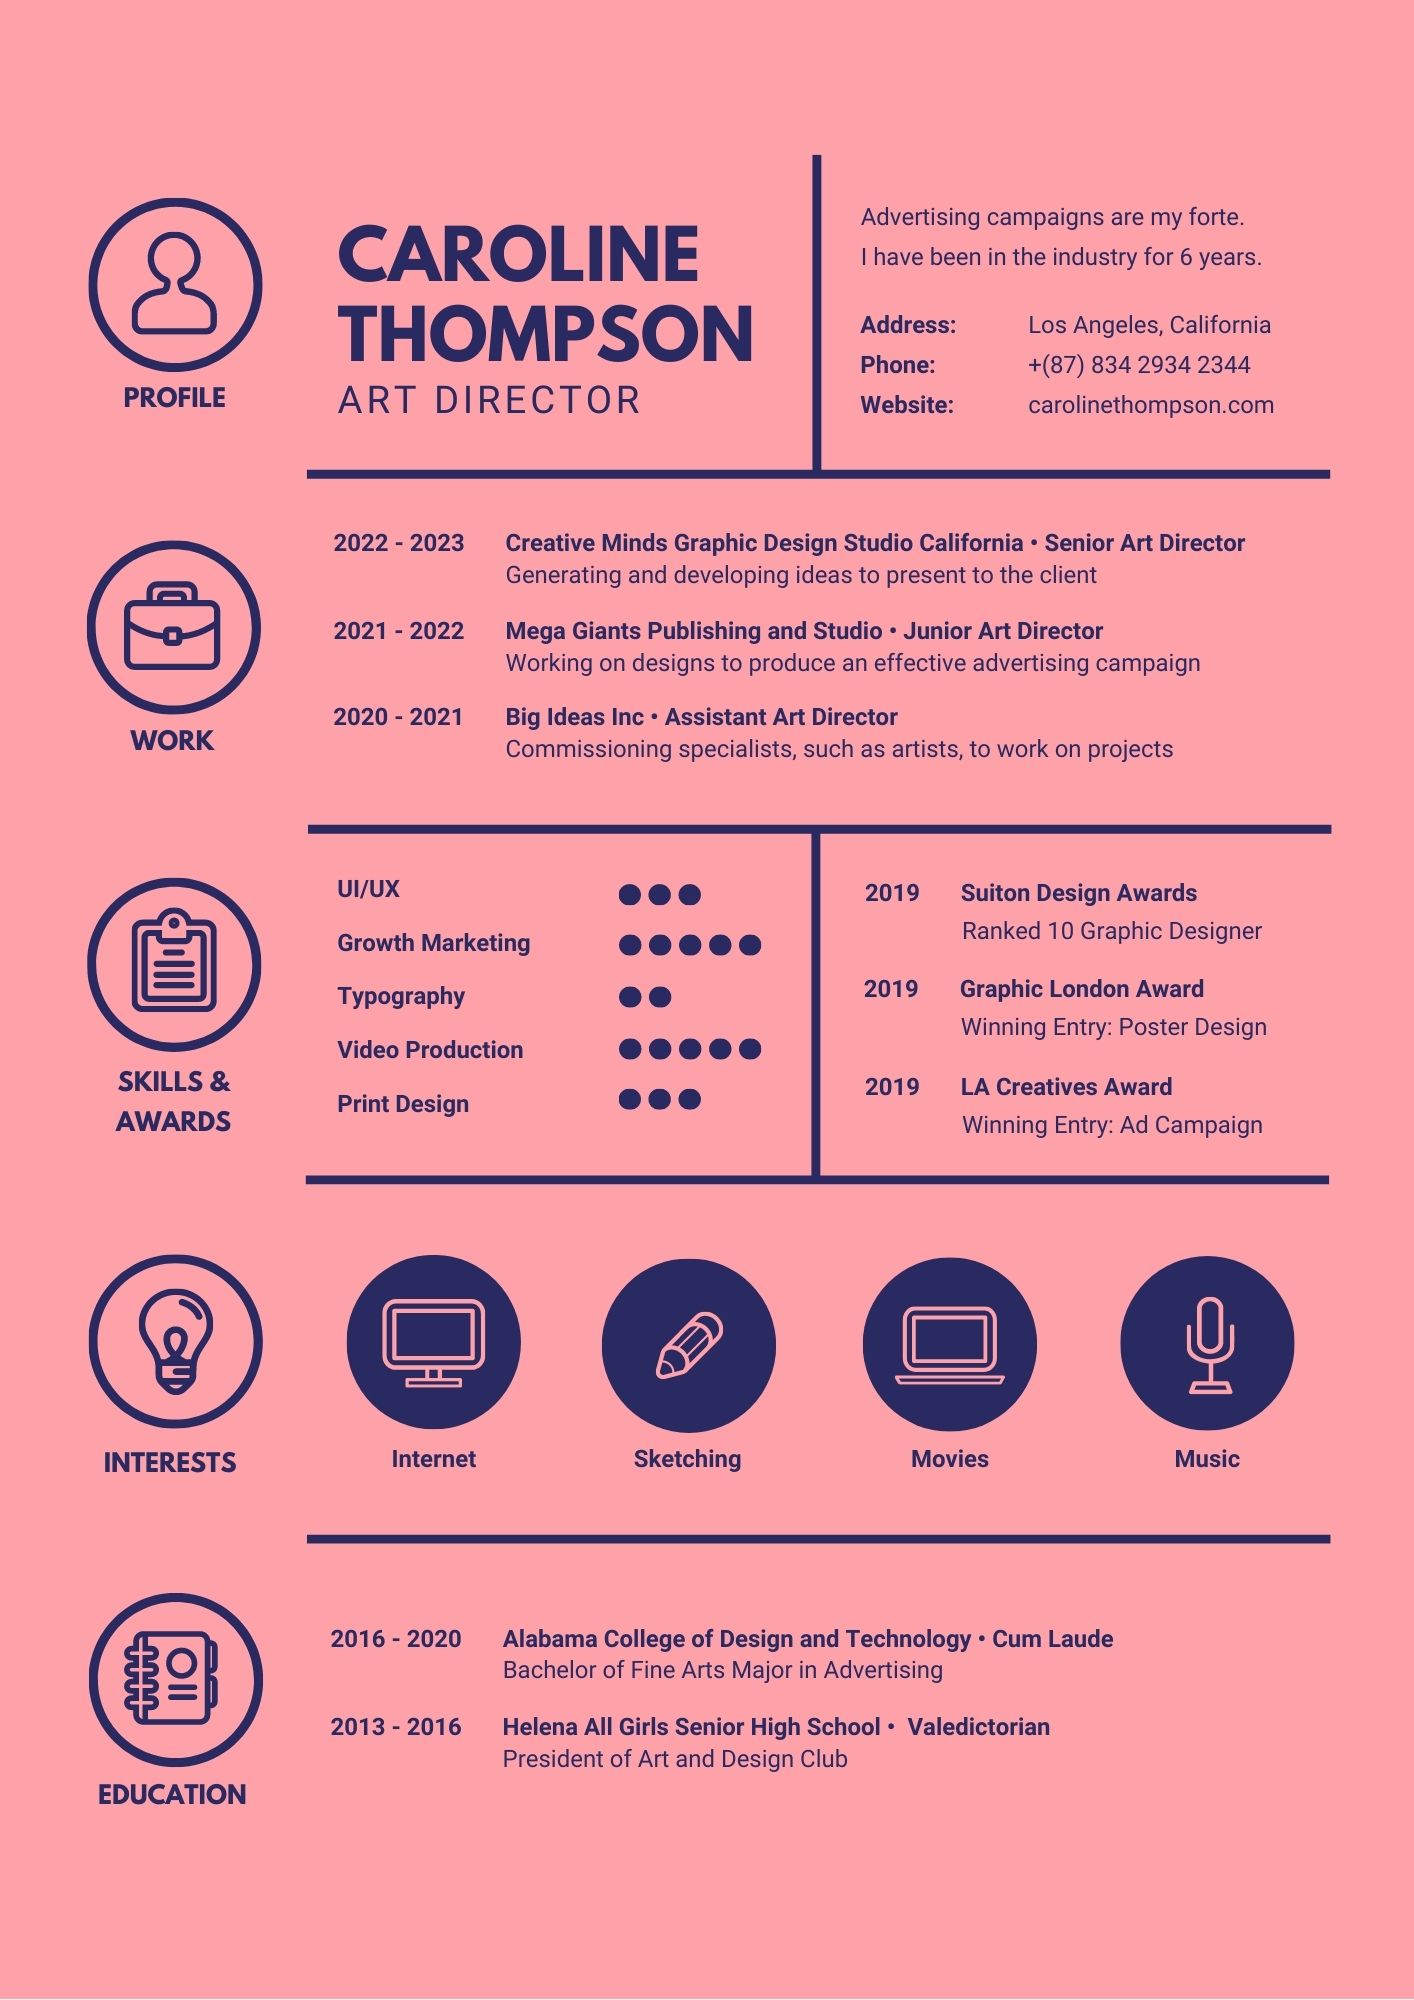 PROFILE
CAROLINE
THOMPSON
ART DIRECTOR
Advertising campaigns are my forte.
I have been in the industry for 6 years.
Address: Los Angeles, California
Phone: +(87) 834 2934 2344
Website: carolinethompson.com
WORK
2022 - 2023 Creative Minds Graphic Design Studio California • Senior Art Director
Generating and developing ideas to present to the client
2021 - 2022 Mega Giants Publishing and Studio • Junior Art Director
Working on designs to produce an effective advertising campaign
2020 - 2021 Big Ideas Inc • Assistant Art Director
Commissioning specialists, such as artists, to work on projects
SKILLS &
AWARDS
UI/UX
Growth Marketing
Typography
Video Production
Print Design
2019 Suiton Design Awards
Ranked 10 Graphic Designer
2019 Graphic London Award
Winning Entry: Poster Design
2019 LA Creatives Award
Winning Entry: Ad Campaign
INTERESTS
Internet
Sketching
Movies
Music
EDUCATION
2016 - 2020 Alabama College of Design and Technology • Cum Laude
Bachelor of Fine Arts Major in Advertising
2013 - 2016 Helena All Girls Senior High School • Valedictorian
President of Art and Design Club